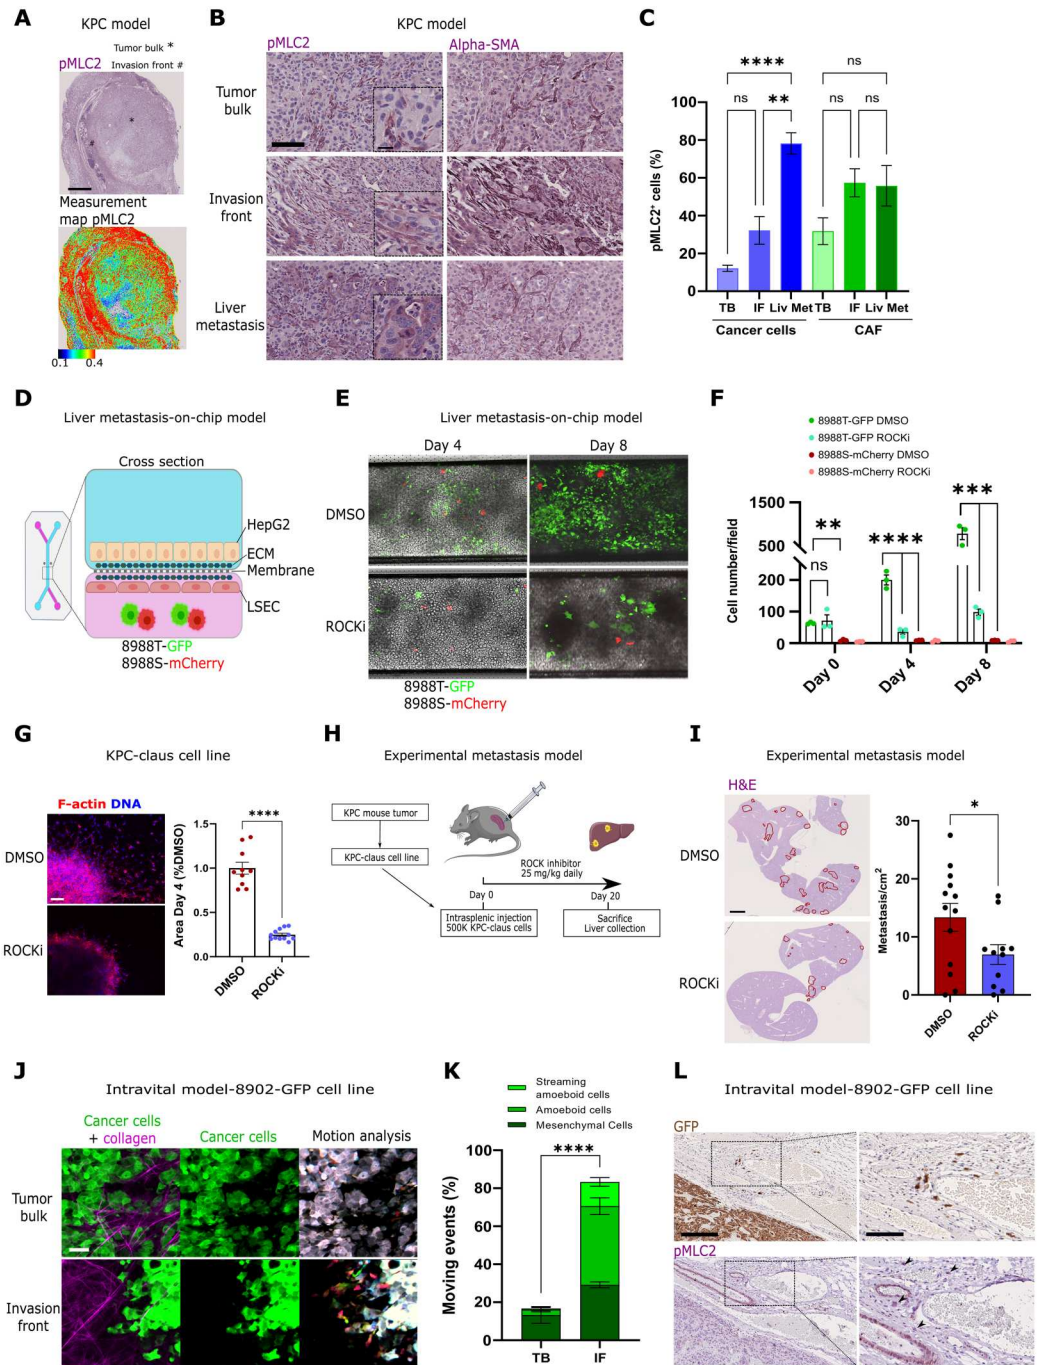 A
KPC model
Tumor bulk *
pMLC2
Invasion front #
*
#
Measurement
map pMLC2
0.1 0.4
B
KPC model
pMLC2
Alpha-SMA
Tumor
bulk
Invasion
front
Liver
metastasis
C
ns
****
ns
**
ns
ns
pMLC2⁺ cells (%)
100
80
60
40
20
0
TB IF Liv Met TB IF Liv Met
Cancer cells CAF
D
Liver metastasis-on-chip model
Cross section
HepG2
ECM
Membrane
LSEC
8988T-GFP
8988S-mCherry
E
Liver metastasis-on-chip model
Day 4 Day 8
DMSO
ROCKi
8988T-GFP
8988S-mCherry
F
8988T-GFP DMSO
8988T-GFP ROCKi
8988S-mCherry DMSO
8988S-mCherry ROCKi
Cell number/field
1500
500
200
100
0
**
ns
****
***
Day 0
Day 4
Day 8
G
KPC-claus cell line
F-actin DNA
DMSO
ROCKi
Area Day 4 (%DMSO)
1.5
1.0
0.5
0.0
****
DMSO
ROCKi
H
Experimental metastasis model
KPC mouse tumor
KPC-claus cell line
ROCK inhibitor
25 mg/kg daily
Day 0
Day 20
Intrasplenic injection
500K KPC-claus cells
Sacrifice
Liver collection
I
Experimental metastasis model
H&E
DMSO
ROCKi
Metastasis/cm²
30
20
10
0
*
DMSO
ROCKi
J
Intravital model-8902-GFP cell line
Cancer cells
+ collagen
Cancer cells
Motion analysis
Tumor
bulk
Invasion
front
K
Streaming
amoeboid cells
Amoeboid cells
Mesenchymal Cells
Moving events (%)
100
80
60
40
20
0
****
TB IF
L
Intravital model-8902-GFP cell line
GFP
pMLC2